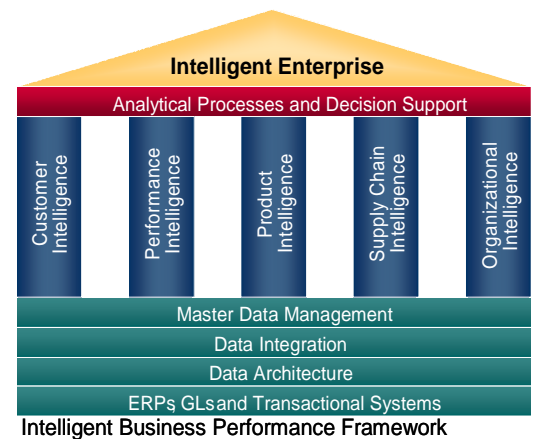 Intelligent Enterprise
Analytical Processes and Decision Support
Customer
Intelligence
Performance
Intelligence
Product
Intelligence
Supply Chain
Intelligence
Organizational
Intelligence
Master Data Management
Data Integration
Data Architecture
ERPs, GLs and Transactional Systems
Intelligent Business Performance Framework